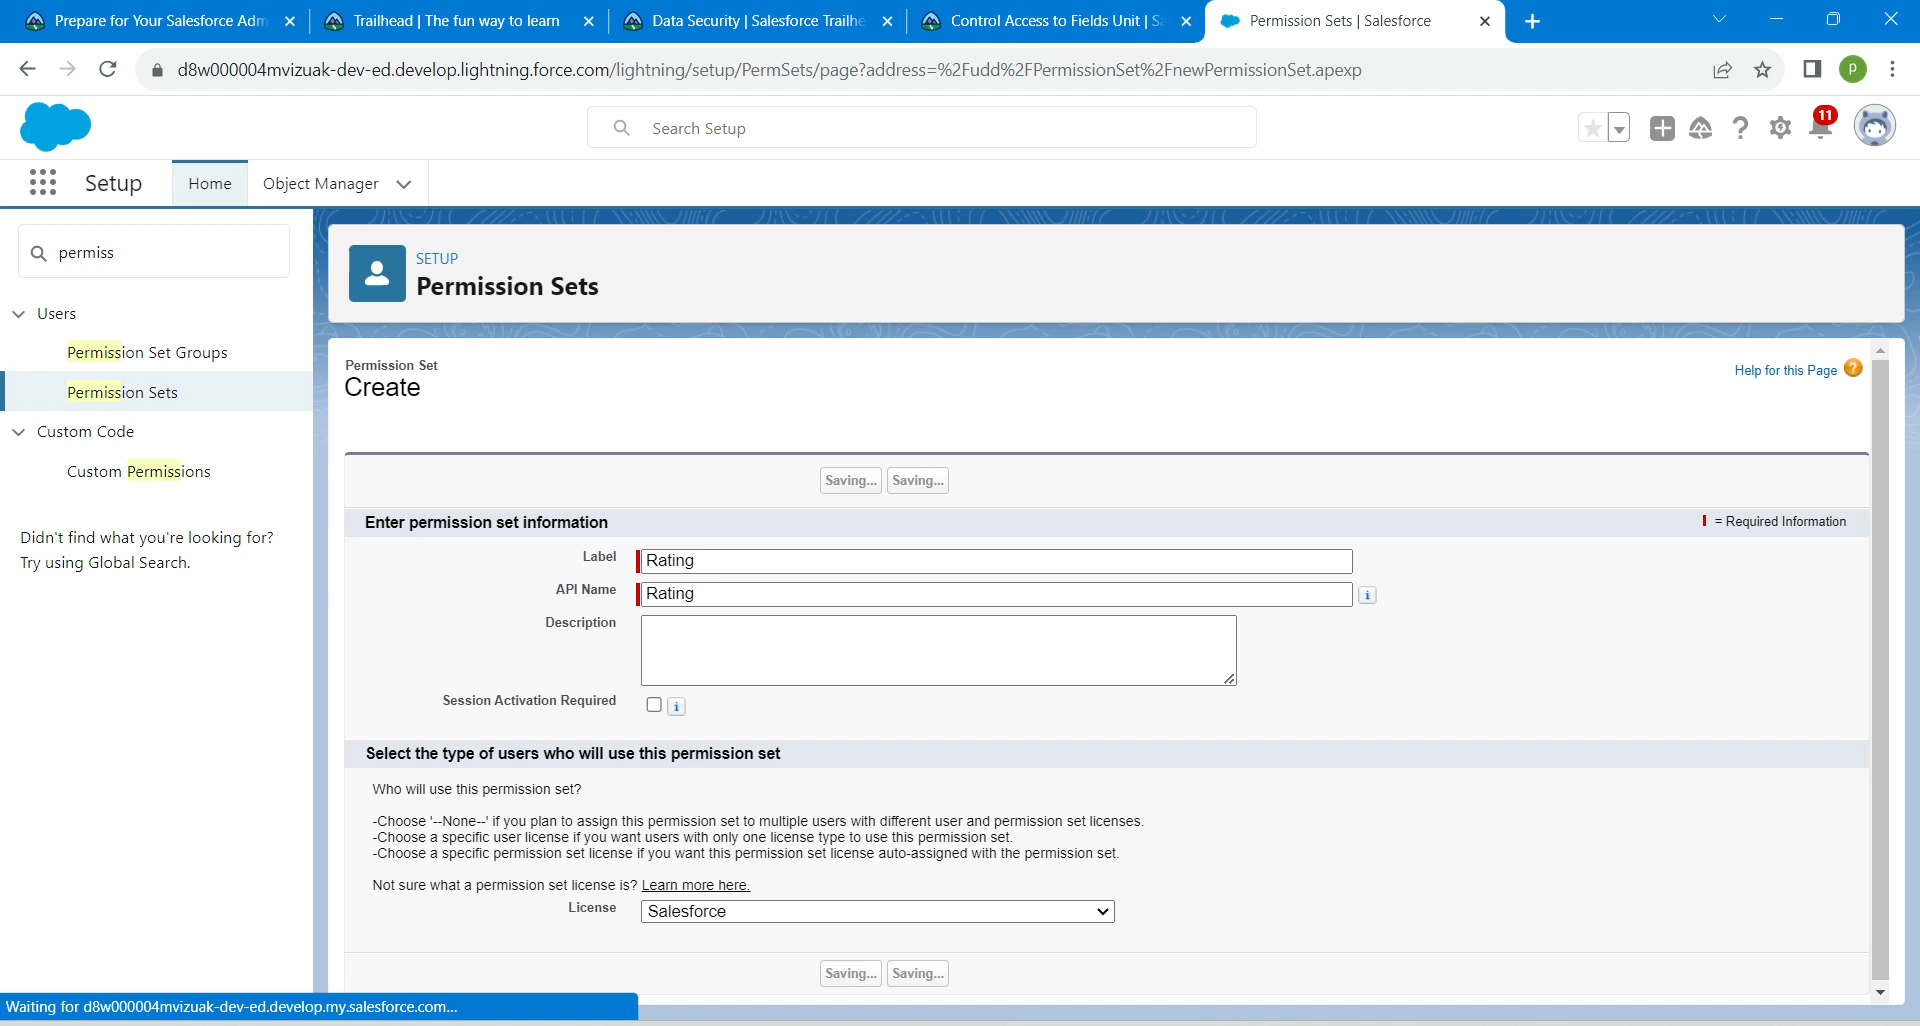 Prepare for Your Salesforce Adm
Trailhead | The fun way to learn
Data Security | Salesforce Trailhe
Control Access to Fields Unit | Sa
Permission Sets | Salesforce
d8w000004mvizuak-dev-ed.develop.lightning.force.com/lightning/setup/PermSets/page?address=%2Fudd%2FPermissionSet%2FnewPermissionSet.apexp
P
Search Setup
11
Setup
Home
Object Manager
permiss
Users
Permission Set Groups
Permission Sets
Custom Code
Custom Permissions
Didn't find what you're looking for?
Try using Global Search.
SETUP
Permission Sets
Permission Set
Create
Help for this Page
Saving... Saving...
Enter permission set information
= Required Information
Label Rating
API Name Rating
Description
Session Activation Required
Select the type of users who will use this permission set
Who will use this permission set?
-Choose '--None--' if you plan to assign this permission set to multiple users with different user and permission set licenses.
-Choose a specific user license if you want users with only one license type to use this permission set.
-Choose a specific permission set license if you want this permission set license auto-assigned with the permission set.
Not sure what a permission set license is? Learn more here.
License Salesforce
Saving... Saving...
Waiting for d8w000004mvizuak-dev-ed.develop.my.salesforce.com...